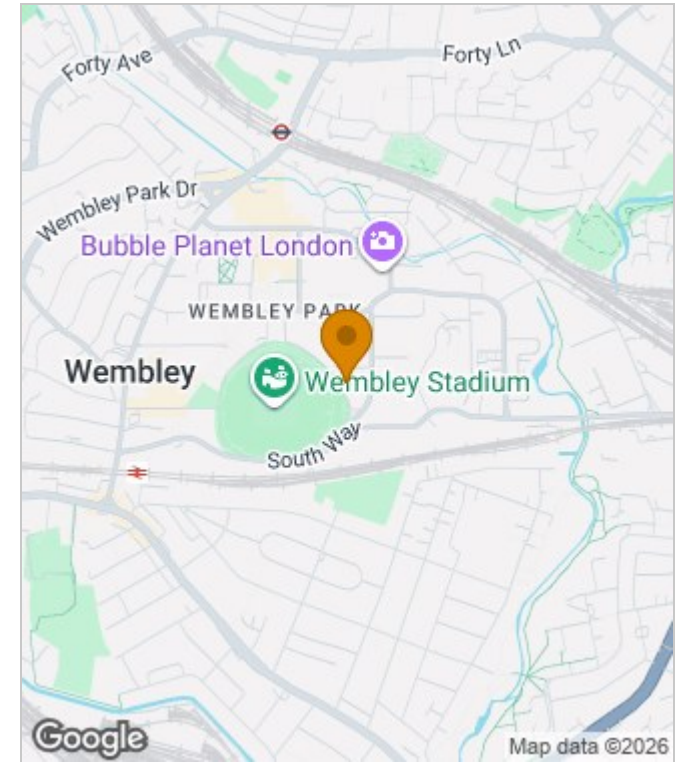 Forty Ave
Forty Ln
Wembley Park Dr
Bubble Planet London
WEMBLEY PARK
Wembley
Wembley Stadium
South Way
Google
Map data ©2026